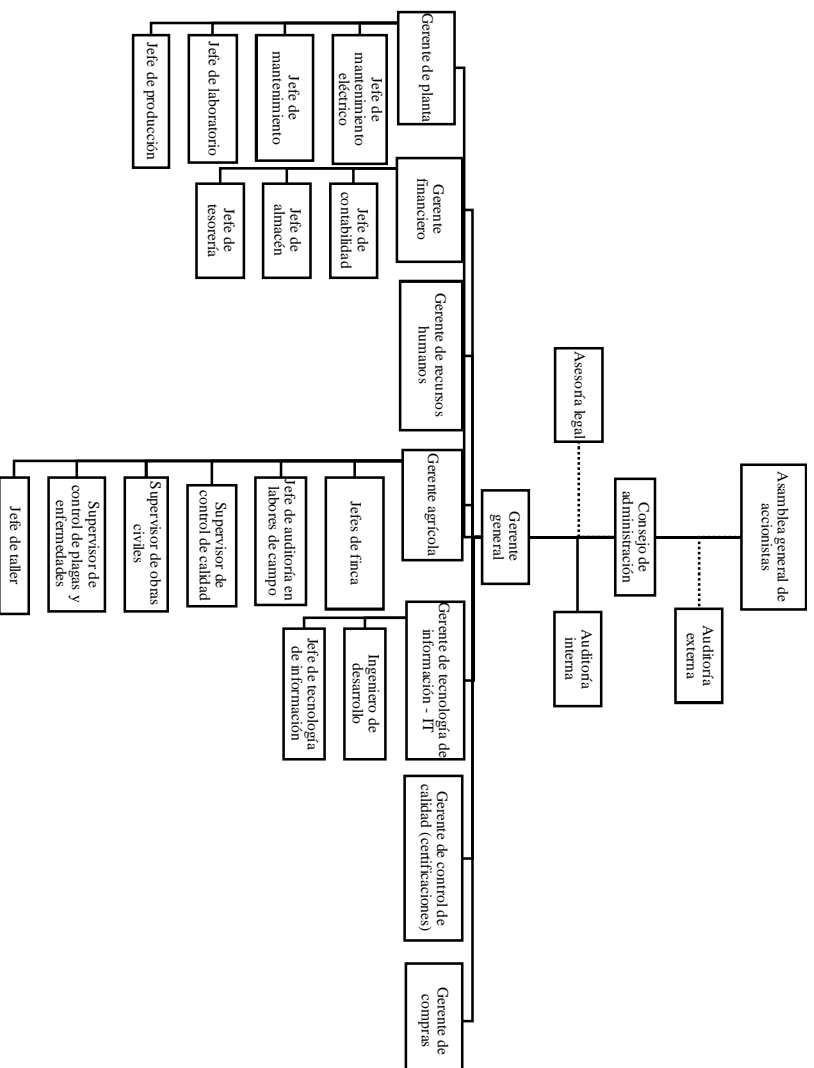 Asamblea general de
accionistas
Auditoría
externa
Consejo de
administración
Asesoría legal
Auditoría
interna
Gerente
general
Gerente de planta
Jefe de
mantenimiento
eléctrico
Jefe de
mantenimiento
Jefe de laboratorio
Jefe de producción
Gerente
financiero
Jefe de
contabilidad
Jefe de
almacén
Jefe de
tesorería
Gerente de recursos
humanos
Gerente agrícola
Jefes de finca
Jefe de auditoría en
labores de campo
Supervisor de
control de calidad
Supervisor de obras
civiles
Supervisor de
control de plagas y
enfermedades
Jefe de taller
Gerente de tecnología de
información - IT
Ingeniero de
desarrollo
Jefe de tecnología
de información
Gerente de control de
calidad (certificaciones)
Gerente de
compras